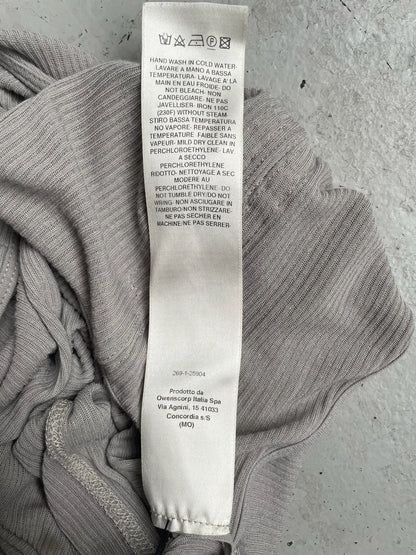 HAND WASH IN COLD WATER-
LAVARE A MANO A BASSA
TEMPERATURA- LAVAGE A' LA
MAIN EN EAU FROIDE- DO
NOT BLEACH- NON
CANDEGGIARE- NE PAS
JAVELLISER- IRON 110C
(230F) WITHOUT STEAM-
STIRO BASSA TEMPERATURA
NO VAPORE- REPASSER A
TEMPERATURE FAIBLE SANS
VAPEUR- MILD DRY CLEAN IN
PERCHLOROETHYLENE- LAV
A SECCO
PERCHLOROETHYLENE
RIDOTTO- NETTOYAGE A SEC
MODERE AU
PERCHLOROETHYLENE- DO
NOT TUMBLE DRY/DO NOT
WRING- NON ASCIUGARE IN
TAMBURO/NON STRIZZARE-
NE PAS SECHER EN
MACHINE/NE PAS SERRER-
269-1-25904
Prodotto da
Owenscorp Italia Spa
Via Agnini, 15 41033
Concordia s/S
(MO)